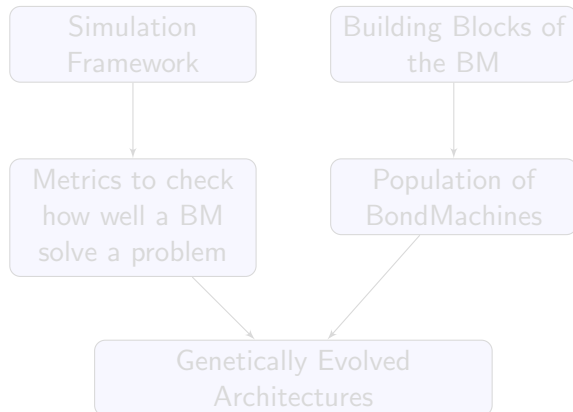 Simulation
Framework
Building Blocks of
the BM
Metrics to check
how well a BM
solve a problem
Population of
BondMachines
Genetically Evolved
Architectures